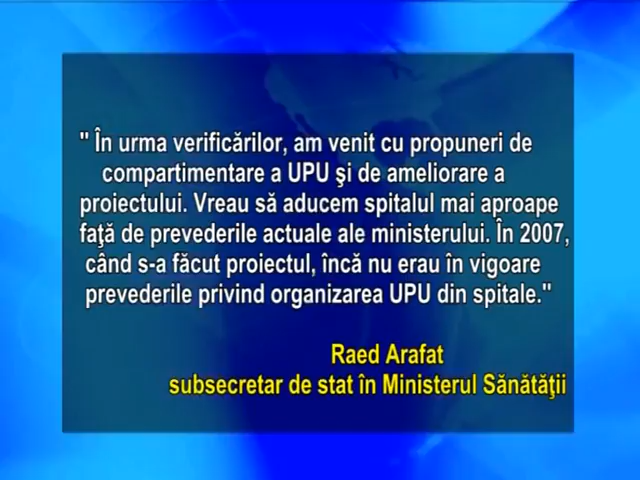 " În urma verificărilor, am venit cu propuneri de
compartimentare a UPU şi de ameliorare a
proiectului. Vreau să aducem spitalul mai aproape
faţă de prevederile actuale ale ministerului. În 2007,
când s-a făcut proiectul, încă nu erau în vigoare
prevederile privind organizarea UPU din spitale."
Raed Arafat
subsecretar de stat în Ministerul Sănătăţii